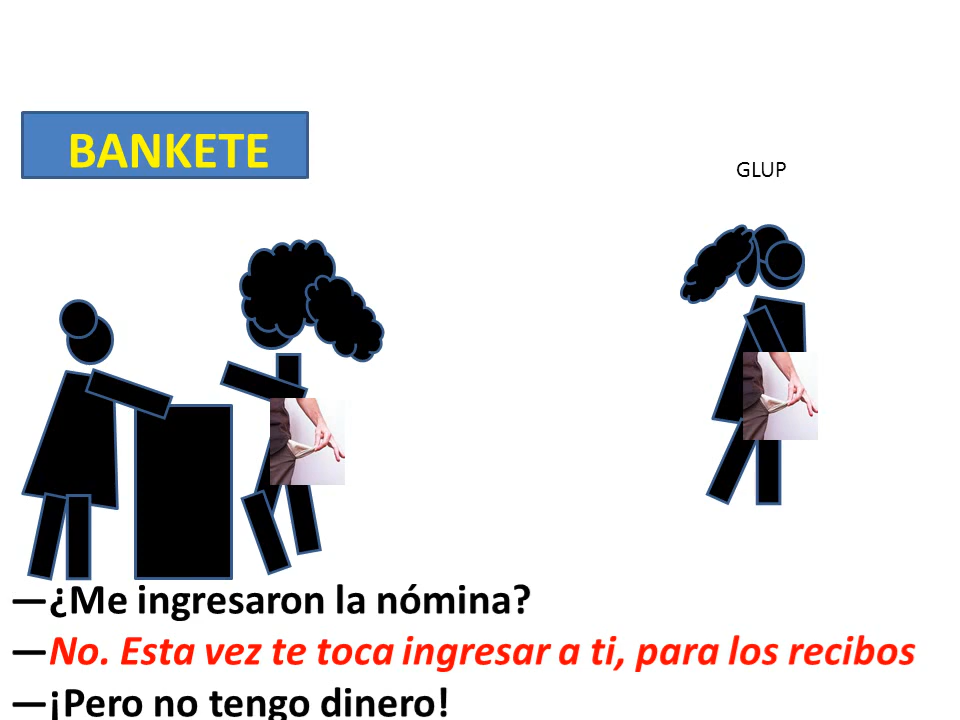 BANKETE
GLUP
—¿Me ingresaron la nómina?
—No. Esta vez te toca ingresar a ti, para los recibos
—¡Pero no tengo dinero!